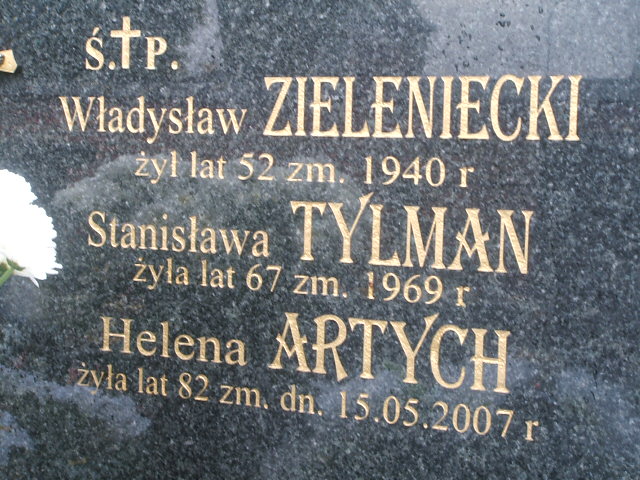 Ś.†P.
Władysław ZIELENIECKI
żył lat 52 zm. 1940 r
Stanisława TYLMAN
żyła lat 67 zm. 1969 r
Helena ARTYCH
żyła lat 82 zm. dn. 15.05.2007 r